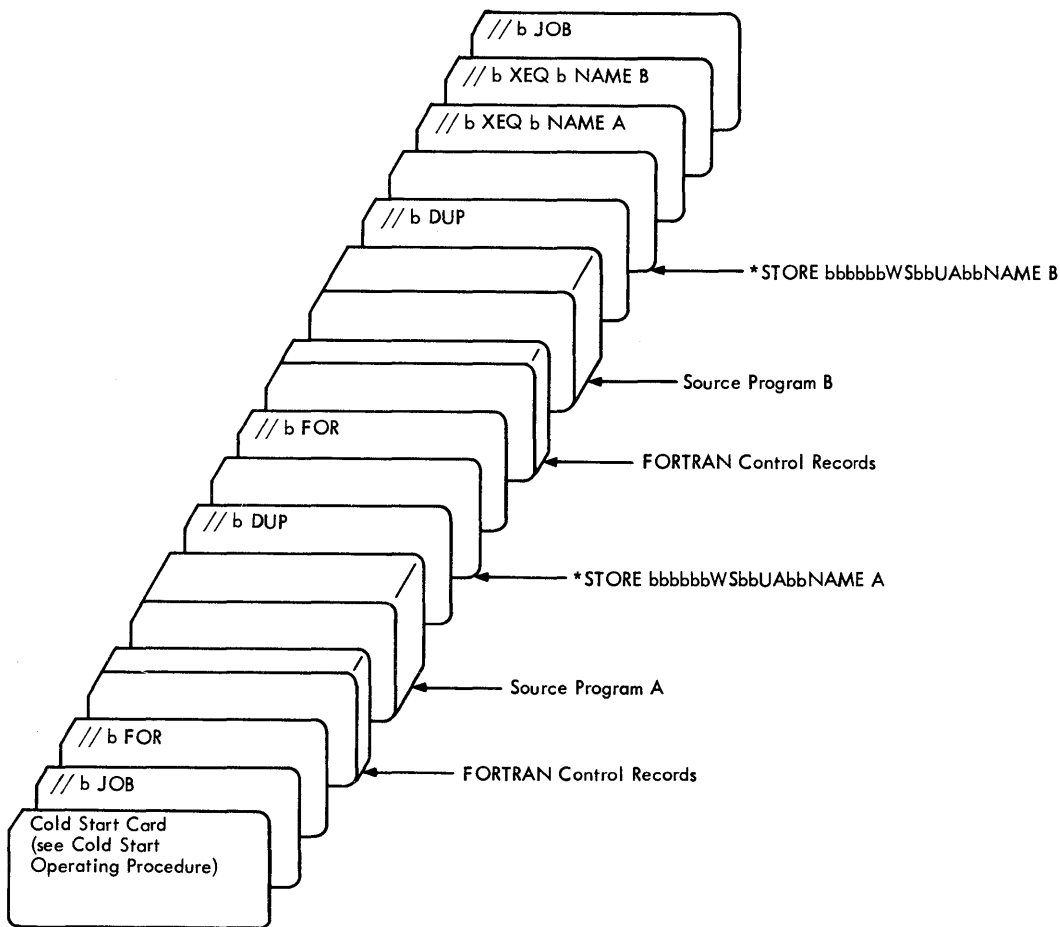 // b JOB
// b XEQ b NAME B
// b XEQ b NAME A
// b DUP
*STORE bbbbbbWSbbUAbbNAME B
Source Program B
// b FOR
FORTRAN Control Records
// b DUP
*STORE bbbbbbWSbbUAbbNAME A
Source Program A
// b FOR
FORTRAN Control Records
// b JOB
Cold Start Card
(see Cold Start
Operating Procedure)